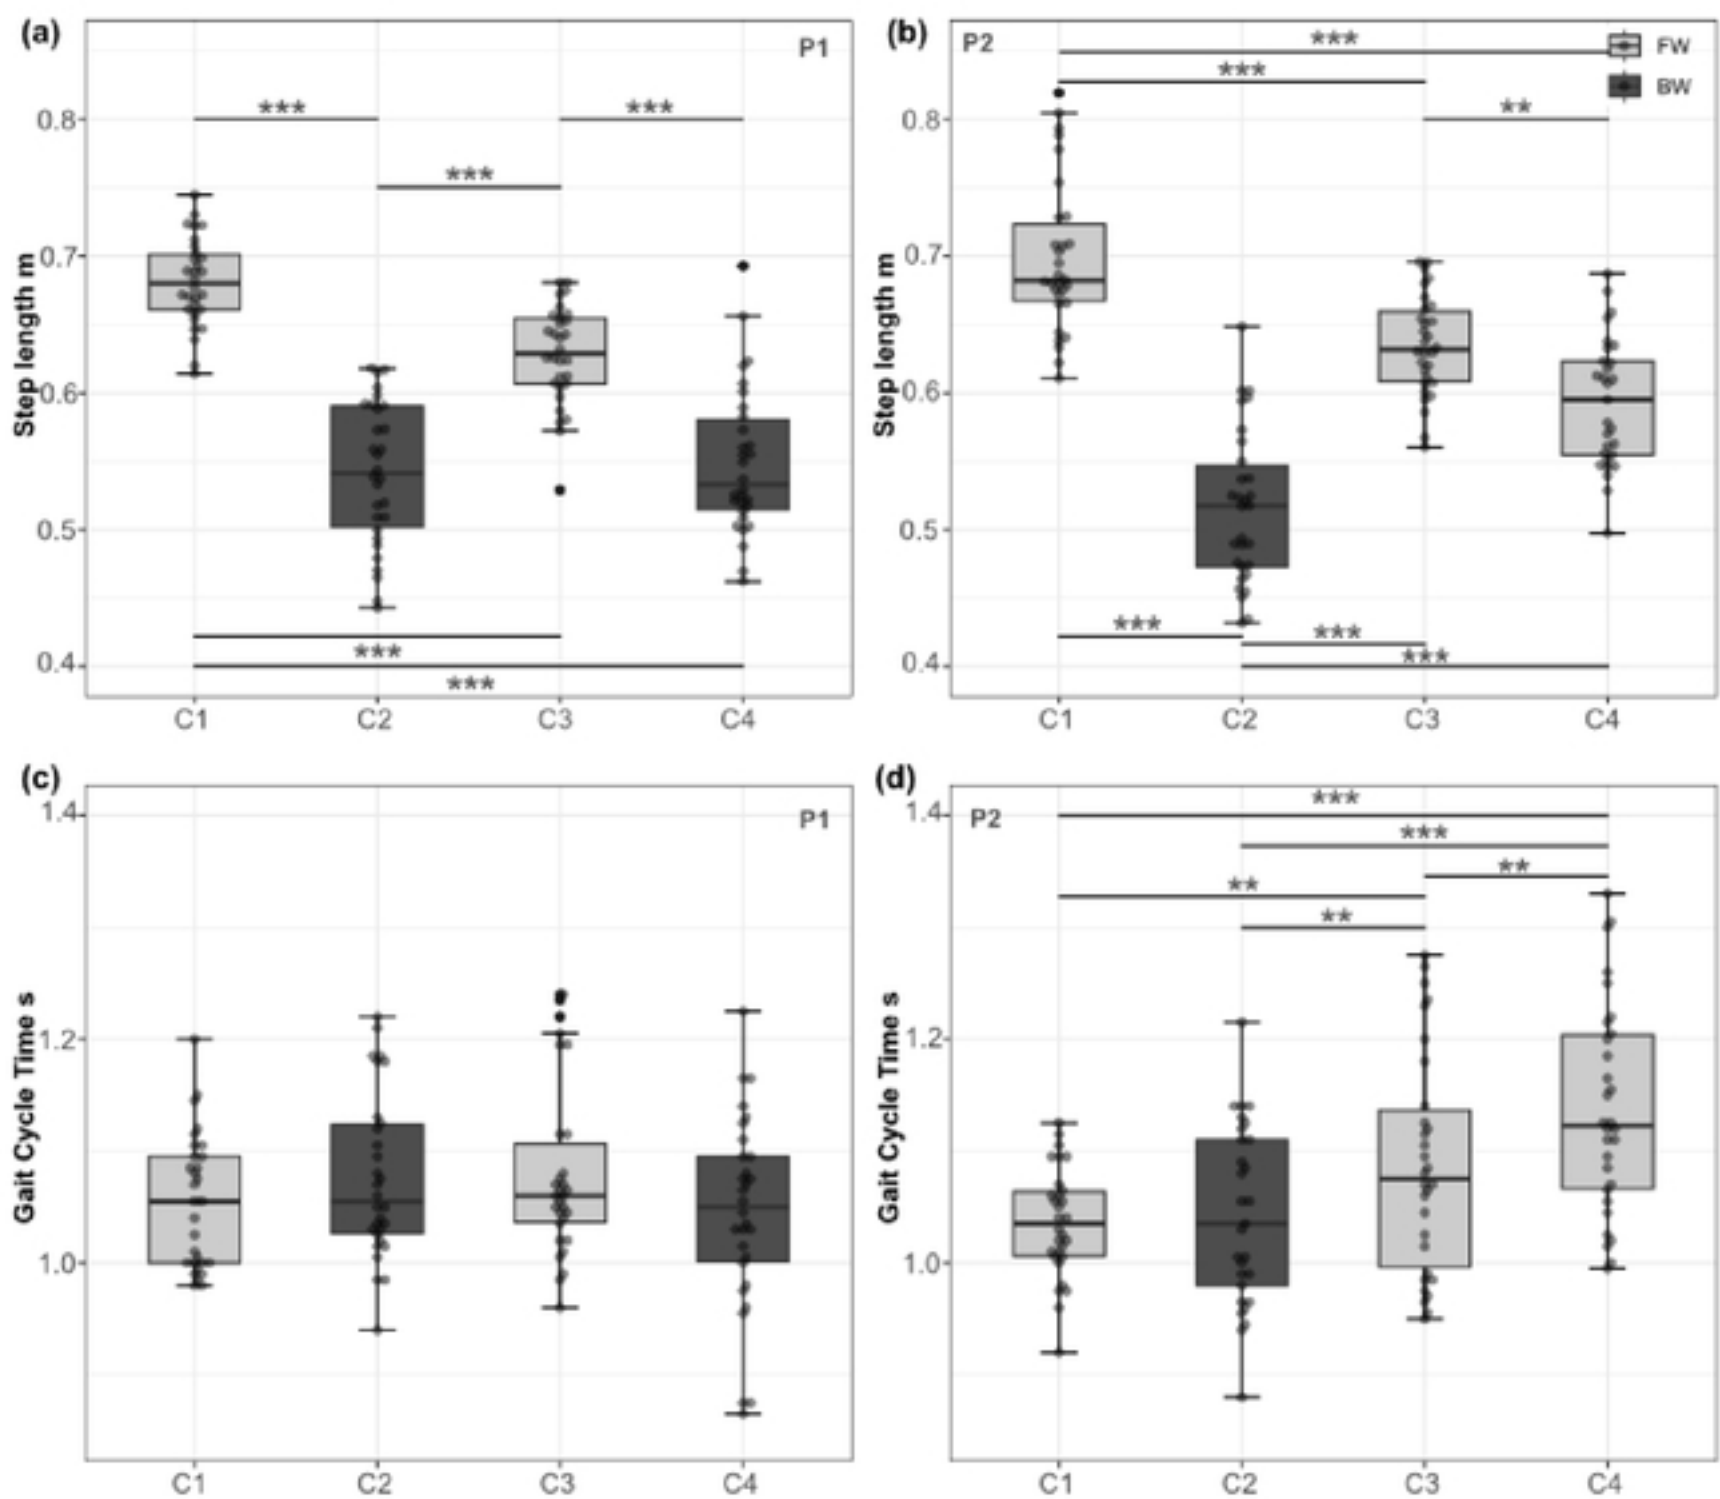 (a)
P1
***
***
***
0.8
0.7
0.6
0.5
0.4
Step length m
***
***
C1
C2
C3
C4
(b)
P2
***
***
**
FW
BW
0.8
0.7
0.6
0.5
0.4
Step length m
***
***
***
C1
C2
C3
C4
(c)
P1
1.4
1.2
1.0
Gait Cycle Time s
C1
C2
C3
C4
(d)
P2
***
***
**
**
**
1.4
1.2
1.0
Gait Cycle Time s
C1
C2
C3
C4